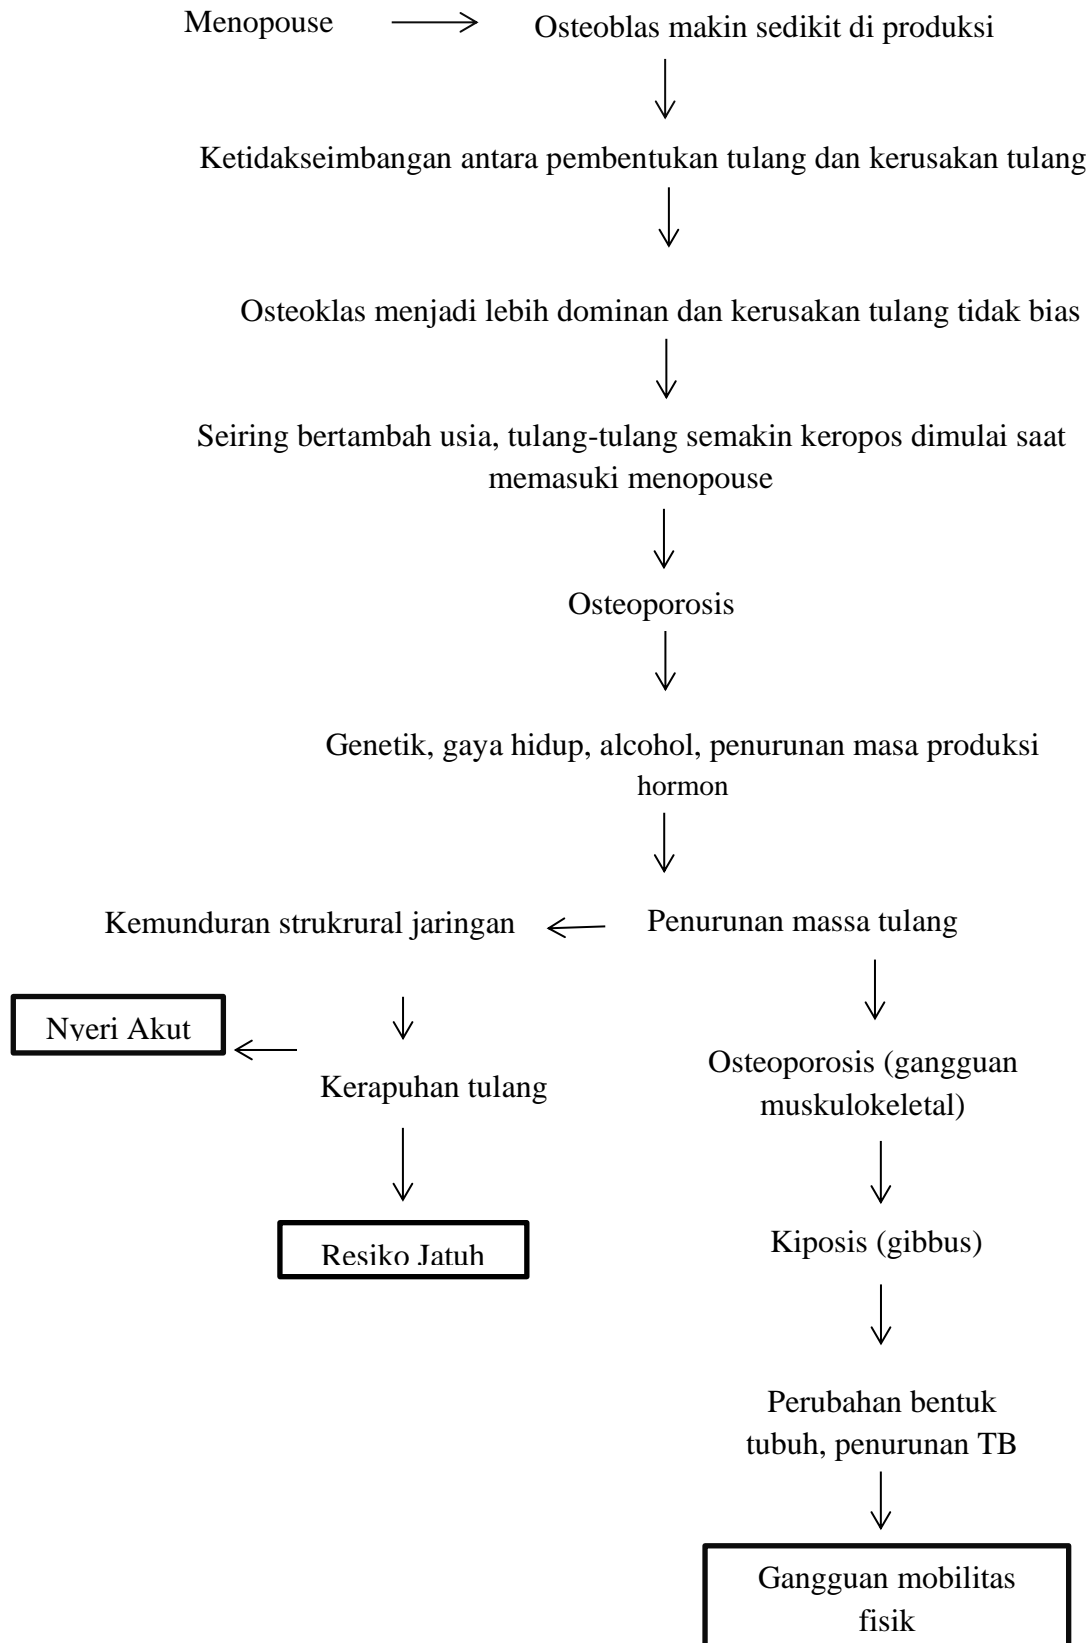 Menopouse
Osteoblas makin sedikit di produksi
Ketidakseimbangan antara pembentukan tulang dan kerusakan tulang
Osteoklas menjadi lebih dominan dan kerusakan tulang tidak bias
Seiring bertambah usia, tulang-tulang semakin keropos dimulai saat
memasuki menopouse
Osteoporosis
Genetik, gaya hidup, alcohol, penurunan masa produksi
hormon
Kemunduran strukrural jaringan
Penurunan massa tulang
Nyeri Akut
Kerapuhan tulang
Osteoporosis (gangguan
muskulokeletal)
Resiko Jatuh
Kiposis (gibbus)
Perubahan bentuk
tubuh, penurunan TB
Gangguan mobilitas
fisik